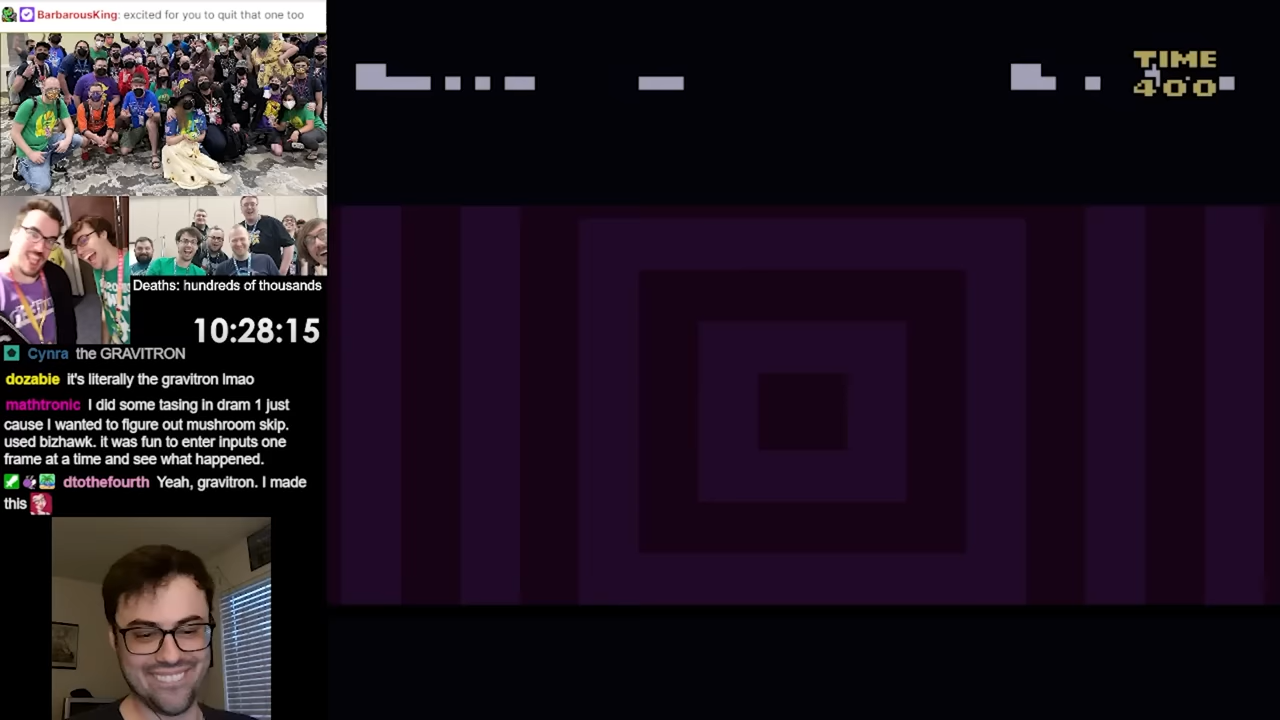 BarbarousKing: excited for you to quit that one too
TIME
400
Deaths: hundreds of thousands
10:28:15
Cynra the GRAVITRON
dozabie it's literally the gravitron lmao
mathtronic I did some tasing in dram 1 just
cause I wanted to figure out mushroom skip.
used bizhawk. it was fun to enter inputs one
frame at a time and see what happened.
dtothefourth Yeah, gravitron. I made
this